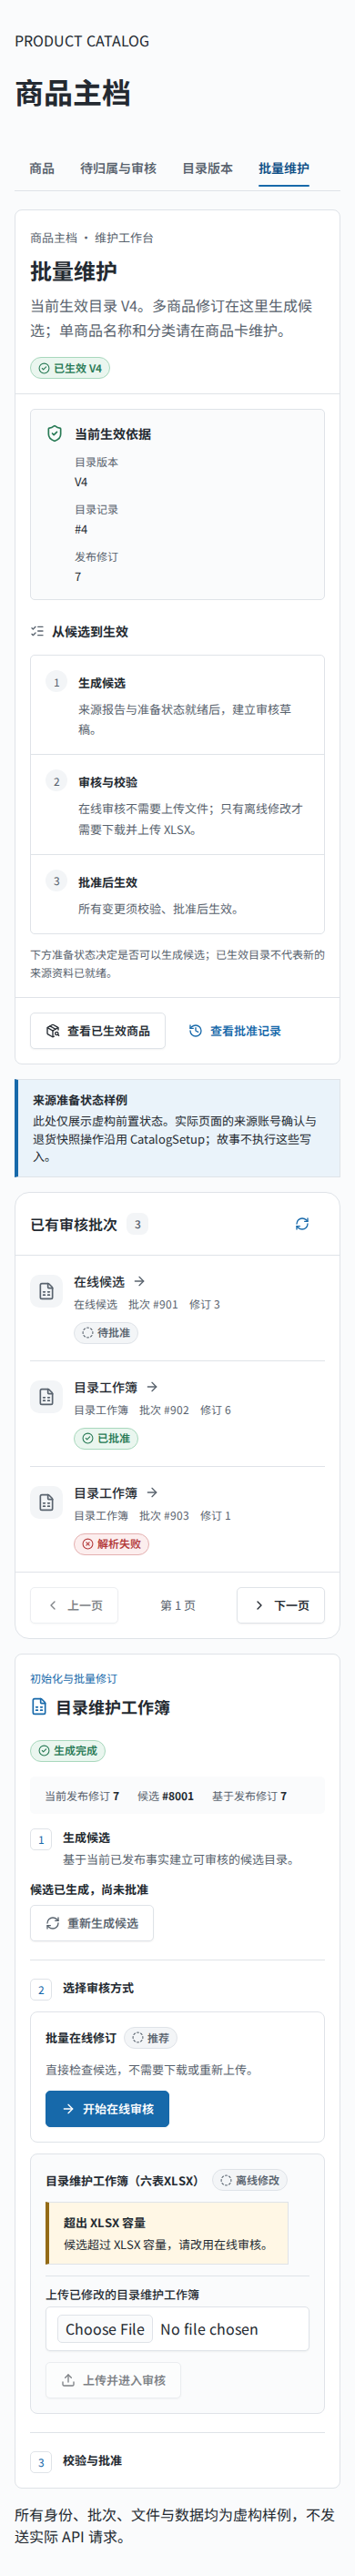 PRODUCT CATALOG
商品主档
商品 待归属与审核 目录版本 批量维护
商品主档 · 维护工作台
批量维护
当前生效目录 V4。多商品修订在这里生成候
选；单商品名称和分类请在商品卡维护。
已生效 V4
当前生效依据
目录版本
V4
目录记录
#4
发布修订
7
从候选到生效
1 生成候选
来源报告与准备状态就绪后，建立审核草
稿。
2 审核与校验
在线审核不需要上传文件；只有离线修改才
需要下载并上传 XLSX。
3 批准后生效
所有变更须校验、批准后生效。
下方准备状态决定是否可以生成候选；已生效目录不代表新的
来源资料已就绪。
查看已生效商品 查看批准记录
来源准备状态样例
此处仅展示虚构前置状态。实际页面的来源账号确认与
退货快照操作沿用 CatalogSetup；故事不执行这些写
入。
已有审核批次 3
在线候选
在线候选 批次 #901 修订 3
待批准
目录工作簿
目录工作簿 批次 #902 修订 6
已批准
目录工作簿
目录工作簿 批次 #903 修订 1
解析失败
上一页 第 1 页 下一页
初始化与批量修订
目录维护工作簿
生成完成
当前发布修订 7 候选 #8001 基于发布修订 7
1 生成候选
基于当前已发布事实建立可审核的候选目录。
候选已生成，尚未批准
重新生成候选
2 选择审核方式
批量在线修订 推荐
直接检查候选，不需要下载或重新上传。
开始在线审核
目录维护工作簿（六表XLSX） 离线修改
超出 XLSX 容量
候选超过 XLSX 容量，请改用在线审核。
上传已修改的目录维护工作簿
Choose File No file chosen
上传并进入审核
3 校验与批准
所有身份、批次、文件与数据均为虚构样例，不发
送实际 API 请求。